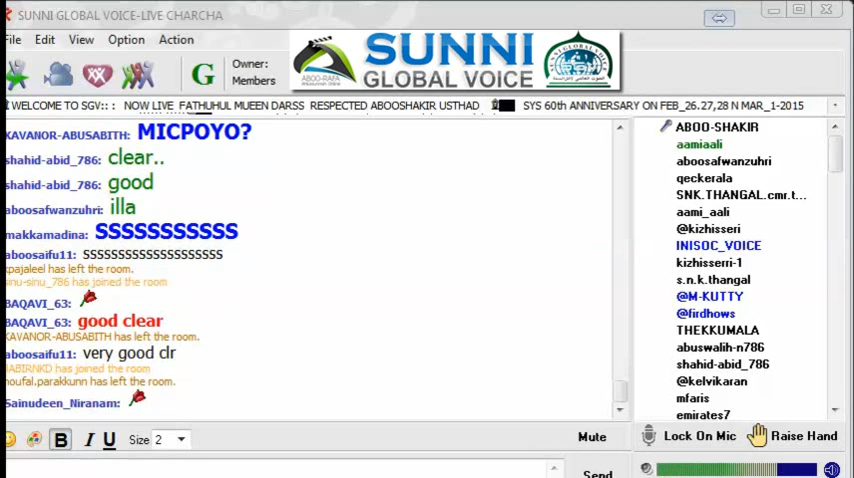 SUNNI GLOBAL VOICE-LIVE CHARCHA
File Edit View Option Action
G Owner:
Members
ABOO-RAFA
SUNNI
GLOBAL VOICE
WELCOME TO SGV: : : NOW LIVE FATHUHUL MUEEN DARSS RESPECTED ABOOSHAKIR USTHAD SYS 60th ANNIVERSARY ON FEB_26.27,28 N MAR_1-2015
KAVANOR-ABUSABITH: MICPOYO?
shahid-abid_786: clear..
shahid-abid_786: good
aboosafwanzuhri: illa
makkamadina: SSSSSSSSSSS
aboosaifu11: SSSSSSSSSSSSSSSSSSSS
kpajaleel has left the room.
sinu-sinu_786 has joined the room
BAQAVI_63:
BAQAVI_63: good clear
KAVANOR-ABUSABITH has left the room.
aboosaifu11: very good clr
JABIRNKD has joined the room
noufal.parakkunn has left the room.
Sainudeen_Niranam:
B I U Size 2 Mute
Send
ABOO-SHAKIR
aamiaali
aboosafwanzuhri
qeckerala
SNK.THANGAL.cmr.t...
aami_aali
@kizhisseri
INISOC_VOICE
kizhisserri-1
s.n.k.thangal
@M-KUTTY
@firdhows
THEKKUMALA
abuswalih-n786
shahid-abid_786
@kelvikaran
mfaris
emirates7
Lock On Mic Raise Hand